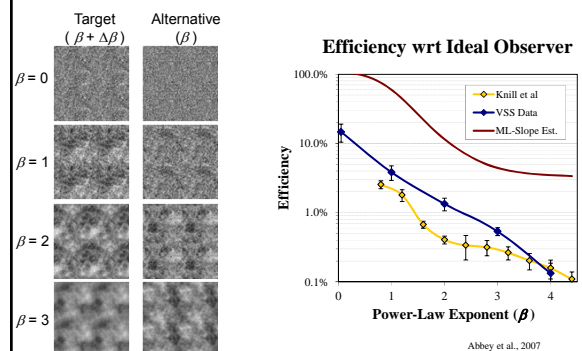 Target Alternative
( β + Δβ ) (β)
β = 0
β = 1
β = 2
β = 3
Efficiency wrt Ideal Observer
100.0%
10.0%
1.0%
0.1%
Efficiency
Knill et al
VSS Data
ML-Slope Est.
0 1 2 3 4
Power-Law Exponent (β)
Abbey et al., 2007